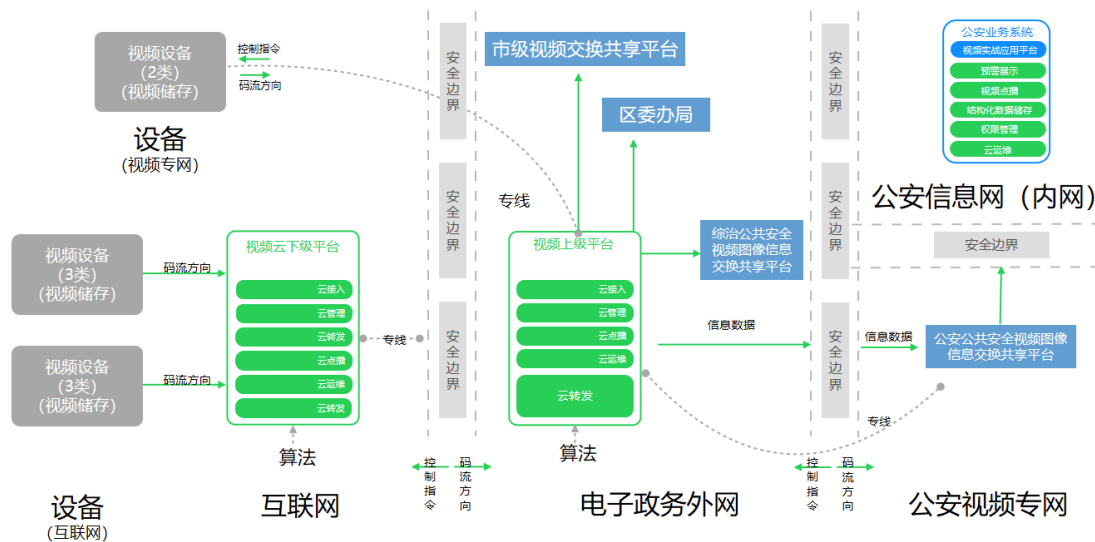 视频设备
（2类）
（视频储存）
控制指令
码流方向
设备
（视频专网）
视频设备
（3类）
（视频储存）
码流方向
视频设备
（3类）
（视频储存）
码流方向
设备
（互联网）
视频云下级平台
云接入
云管理
云转发
云点播
云运维
云转发
算法
互联网
专线
安全边界
安全边界
安全边界
控制指令
码流方向
市级视频交换共享平台
区委办局
专线
视频上级平台
云接入
云管理
云点播
云运维
云转发
算法
电子政务外网
综治公共安全
视频图像信息
交换共享平台
信息数据
安全边界
安全边界
安全边界
控制指令
码流方向
公安业务系统
视频实战应用平台
预警展示
视频点播
结构化数据储存
权限管理
云运维
公安信息网（内网）
安全边界
信息数据
公安公共安全视频图像
信息交换共享平台
专线
公安视频专网